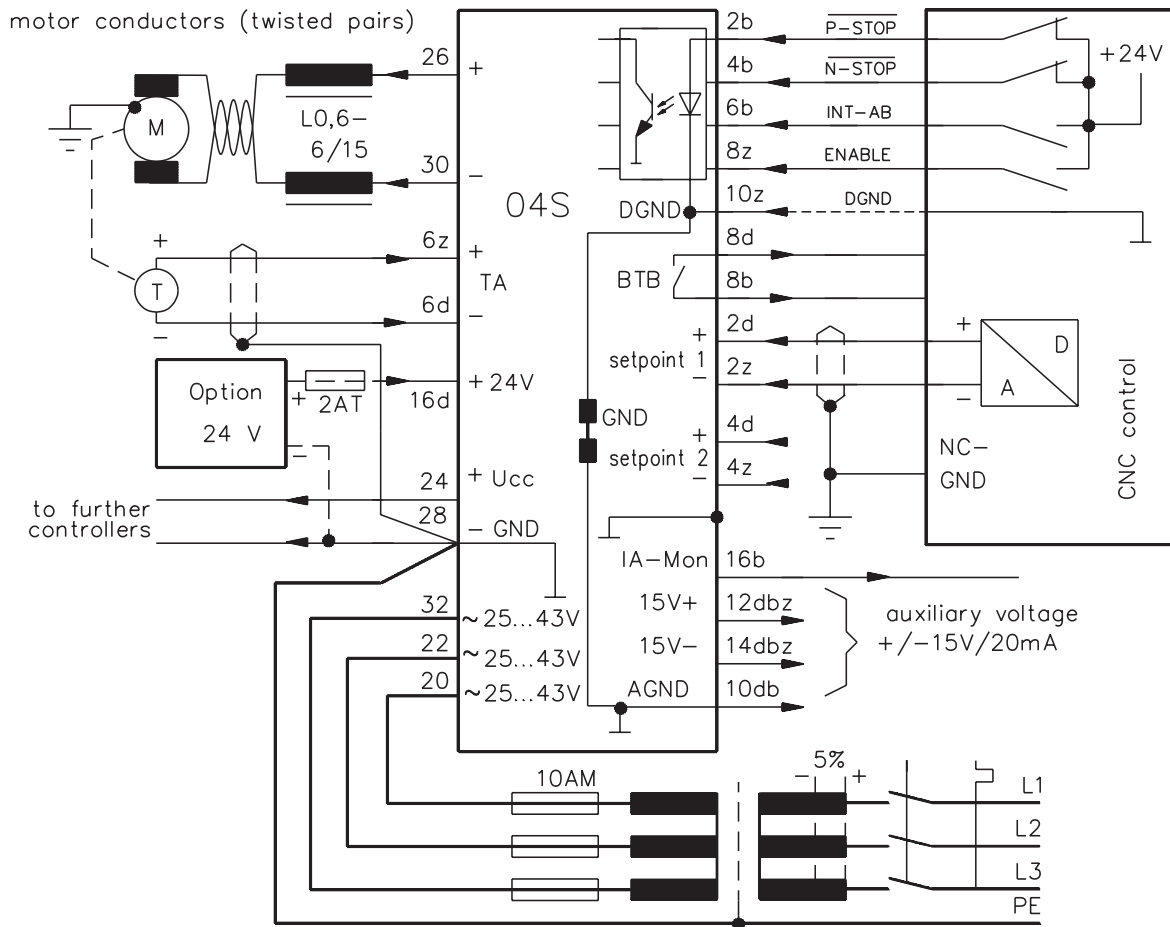 motor conductors (twisted pairs)
26
+
M
L0,6-
6/15
30
-
04S
2b
P-STOP
4b
N-STOP
+24V
6b
INT-AB
8z
ENABLE
DGND
10z
DGND
+
6z
+
TA
T
6d
-
-
8d
BTB
8b
2d
+
setpoint 1
2z
-
+
D
A
-
CNC control
Option
24 V
+
-
2AT
+24V
16d
GND
+
4d
setpoint 2
-
4z
NC-
GND
24
+ Ucc
to further
controllers
28
- GND
IA-Mon
16b
15V+
12dbz
15V-
14dbz
auxiliary voltage
+/-15V/20mA
AGND
10db
32
~25...43V
22
~25...43V
20
~25...43V
10AM
5%
- +
L1
L2
L3
PE